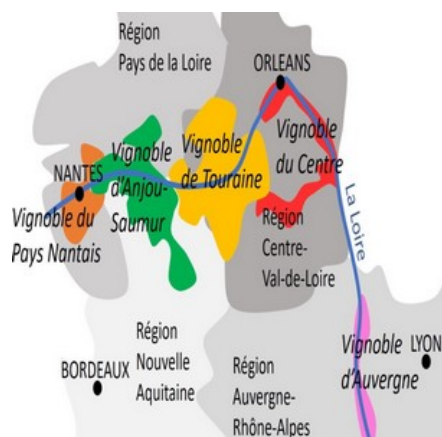 Région
Pays de la Loire
ORLEANS
Vignoble
du Centre
Vignoble
de Touraine
Vignoble
d'Anjou-
Saumur
NANTES
Vignoble du
Pays Nantais
La Loire
Région
Centre-
Val-de-Loire
Région
Nouvelle
Aquitaine
BORDEAUX
Vignoble
d'Auvergne
LYON
Région
Auvergne-
Rhône-Alpes